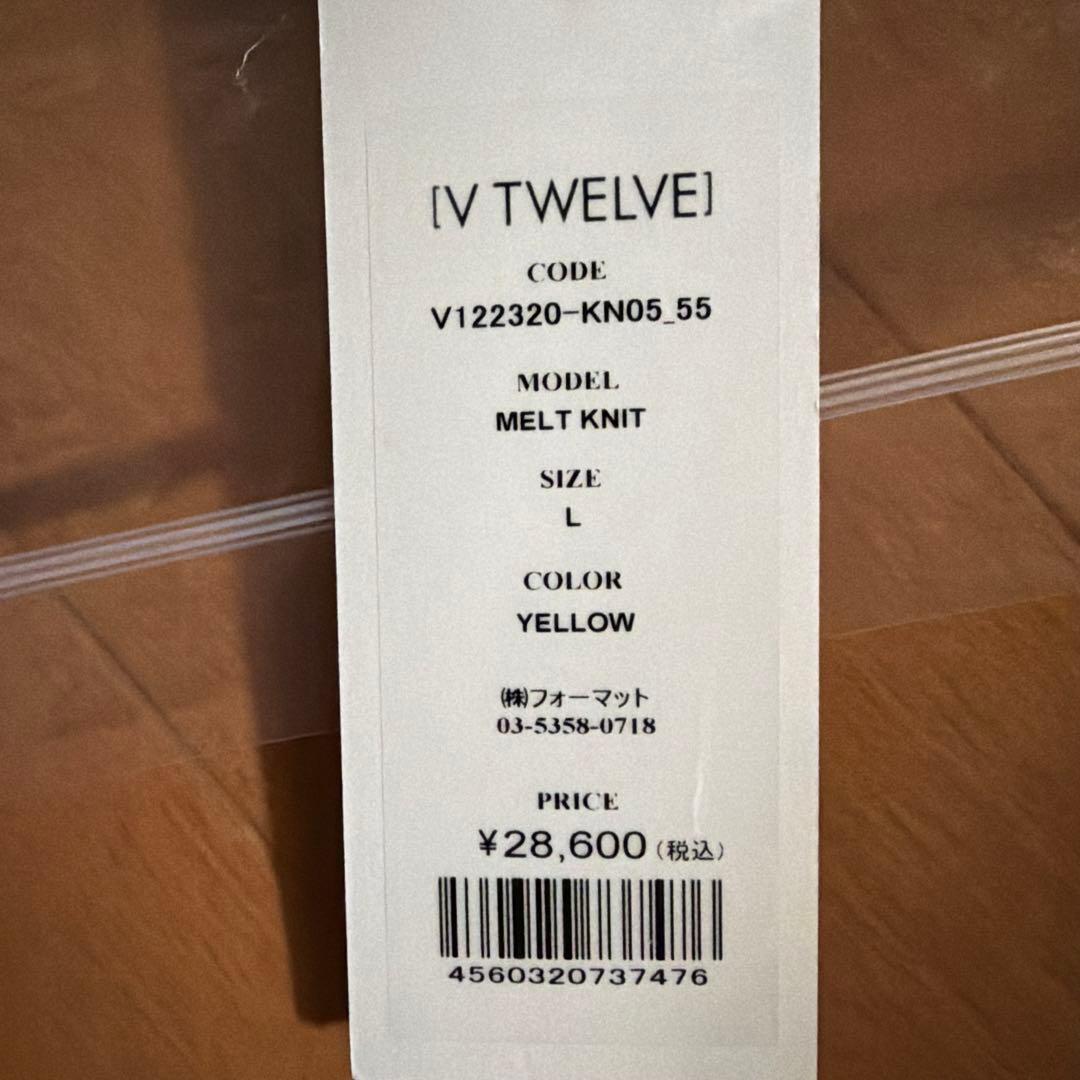 [V TWELVE]
CODE
V122320-KN05_55
MODEL
MELT KNIT
SIZE
L
COLOR
YELLOW
㈱フォーマット
03-5358-0718
PRICE
¥28,600(税込)
4560320737476